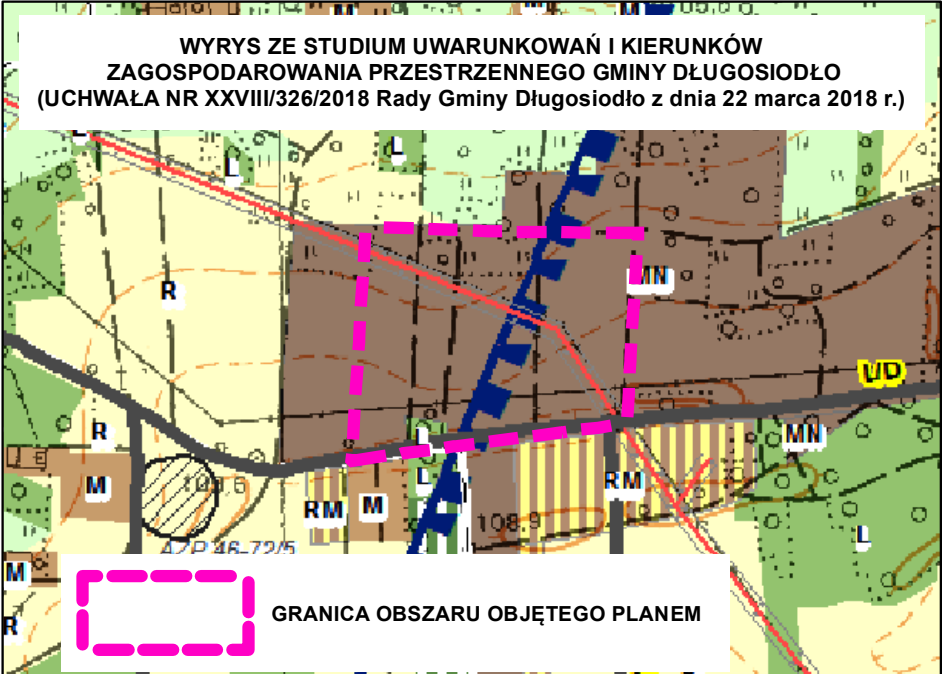 M
M
M
WYRYS ZE STUDIUM UWARUNKOWAŃ I KIERUNKÓW
ZAGOSPODAROWANIA PRZESTRZENNEGO GMINY DŁUGOSIODŁO
(UCHWAŁA NR XXVIII/326/2018 Rady Gminy Długosiodło z dnia 22 marca 2018 r.)
L
L
MN
R
UD
R
L
MN
M
L
RM
RM
M
108.9
L
AZP 46-72/5
M
GRANICA OBSZARU OBJĘTEGO PLANEM
R